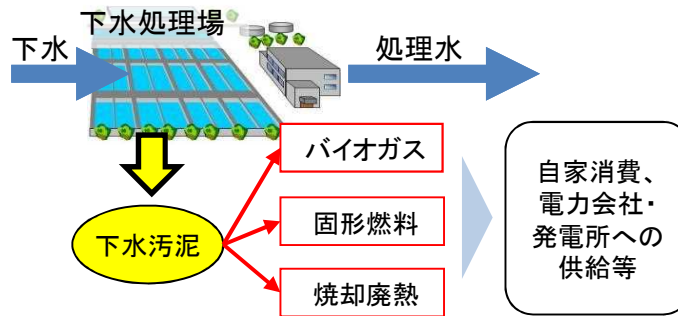 下水処理場
下水
処理水
バイオガス
固形燃料
焼却廃熱
下水汚泥
自家消費、
電力会社・
発電所への
供給等